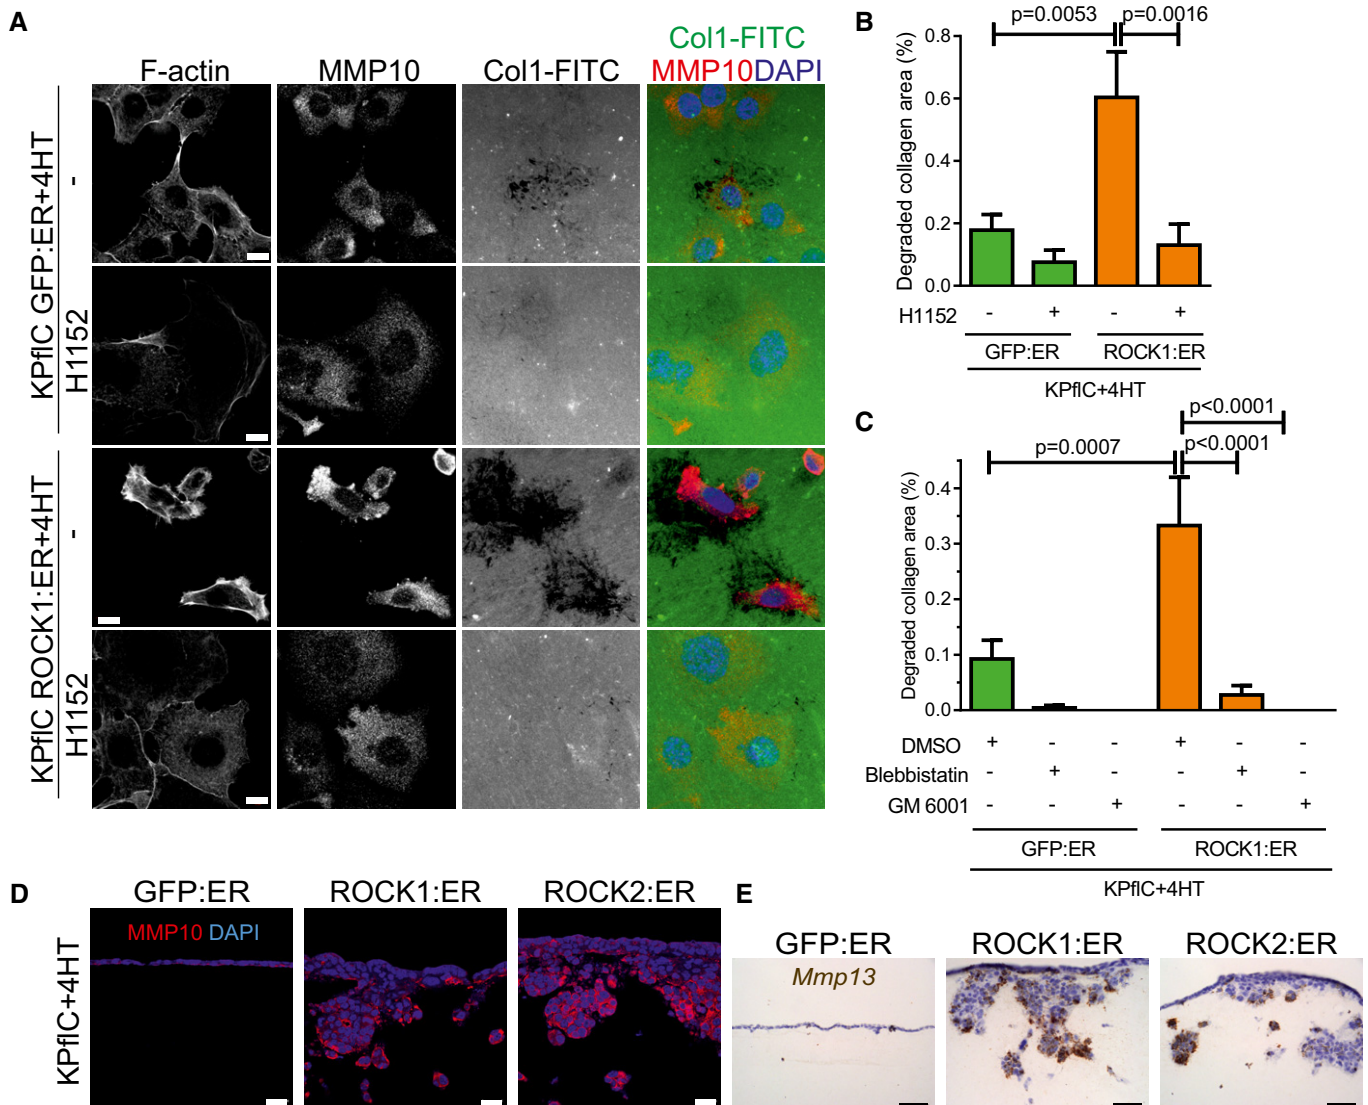 A
F-actin
MMP10
Col1-FITC
Col1-FITC
MMP10DAPI
KPflC GFP:ER+4HT
-
H1152
KPflC ROCK1:ER+4HT
-
H1152
B
p=0.0053
p=0.0016
Degraded collagen area (%)
0.8
0.6
0.4
0.2
0.0
H1152 - + - +
GFP:ER ROCK1:ER
KPflC+4HT
C
p<0.0001
p=0.0007
p<0.0001
Degraded collagen area (%)
0.4
0.3
0.2
0.1
0.0
DMSO + - - + - -
Blebbistatin - + - - + -
GM 6001 - - + - - +
GFP:ER ROCK1:ER
KPflC+4HT
D
GFP:ER
ROCK1:ER
ROCK2:ER
KPflC+4HT
MMP10 DAPI
E
GFP:ER
ROCK1:ER
ROCK2:ER
Mmp13